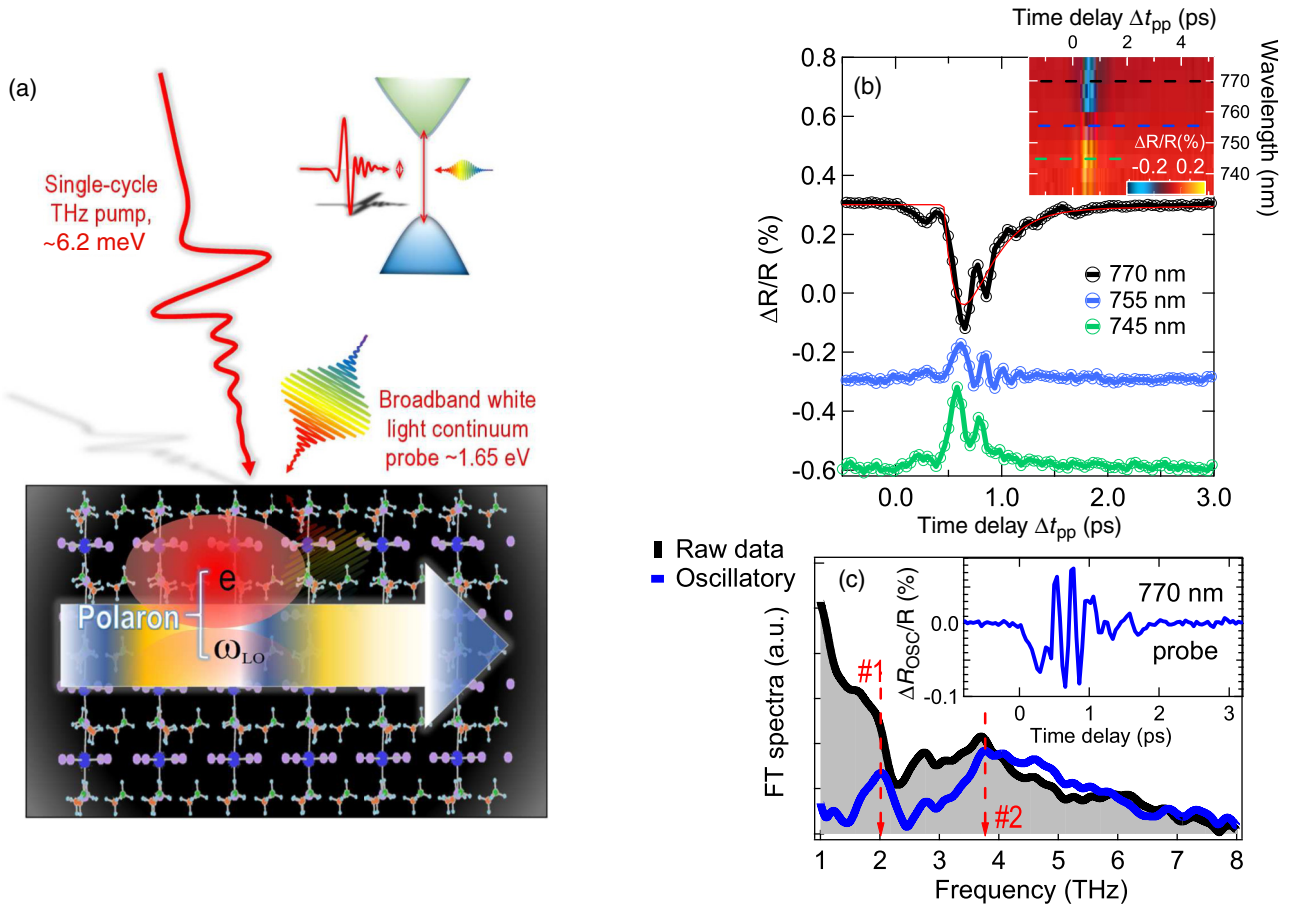 (a)
Single-cycle
THz pump,
~6.2 meV
Broadband white
light continuum
probe ~1.65 eV
e
Polaron
ωLO
Time delay Δtpp (ps)
0 2 4
(b)
770
760
750
740
Wavelength (nm)
ΔR/R(%)
-0.2 0.2
0.8
0.6
0.4
0.2
0.0
-0.2
-0.4
-0.6
ΔR/R (%)
770 nm
755 nm
745 nm
0.0 1.0 2.0 3.0
Time delay Δtpp (ps)
Raw data
Oscillatory
(c)
FT spectra (a.u.)
#1
#2
ΔROSC/R (%)
0.0
-0.1
770 nm
probe
0 1 2 3
Time delay (ps)
1 2 3 4 5 6 7 8
Frequency (THz)